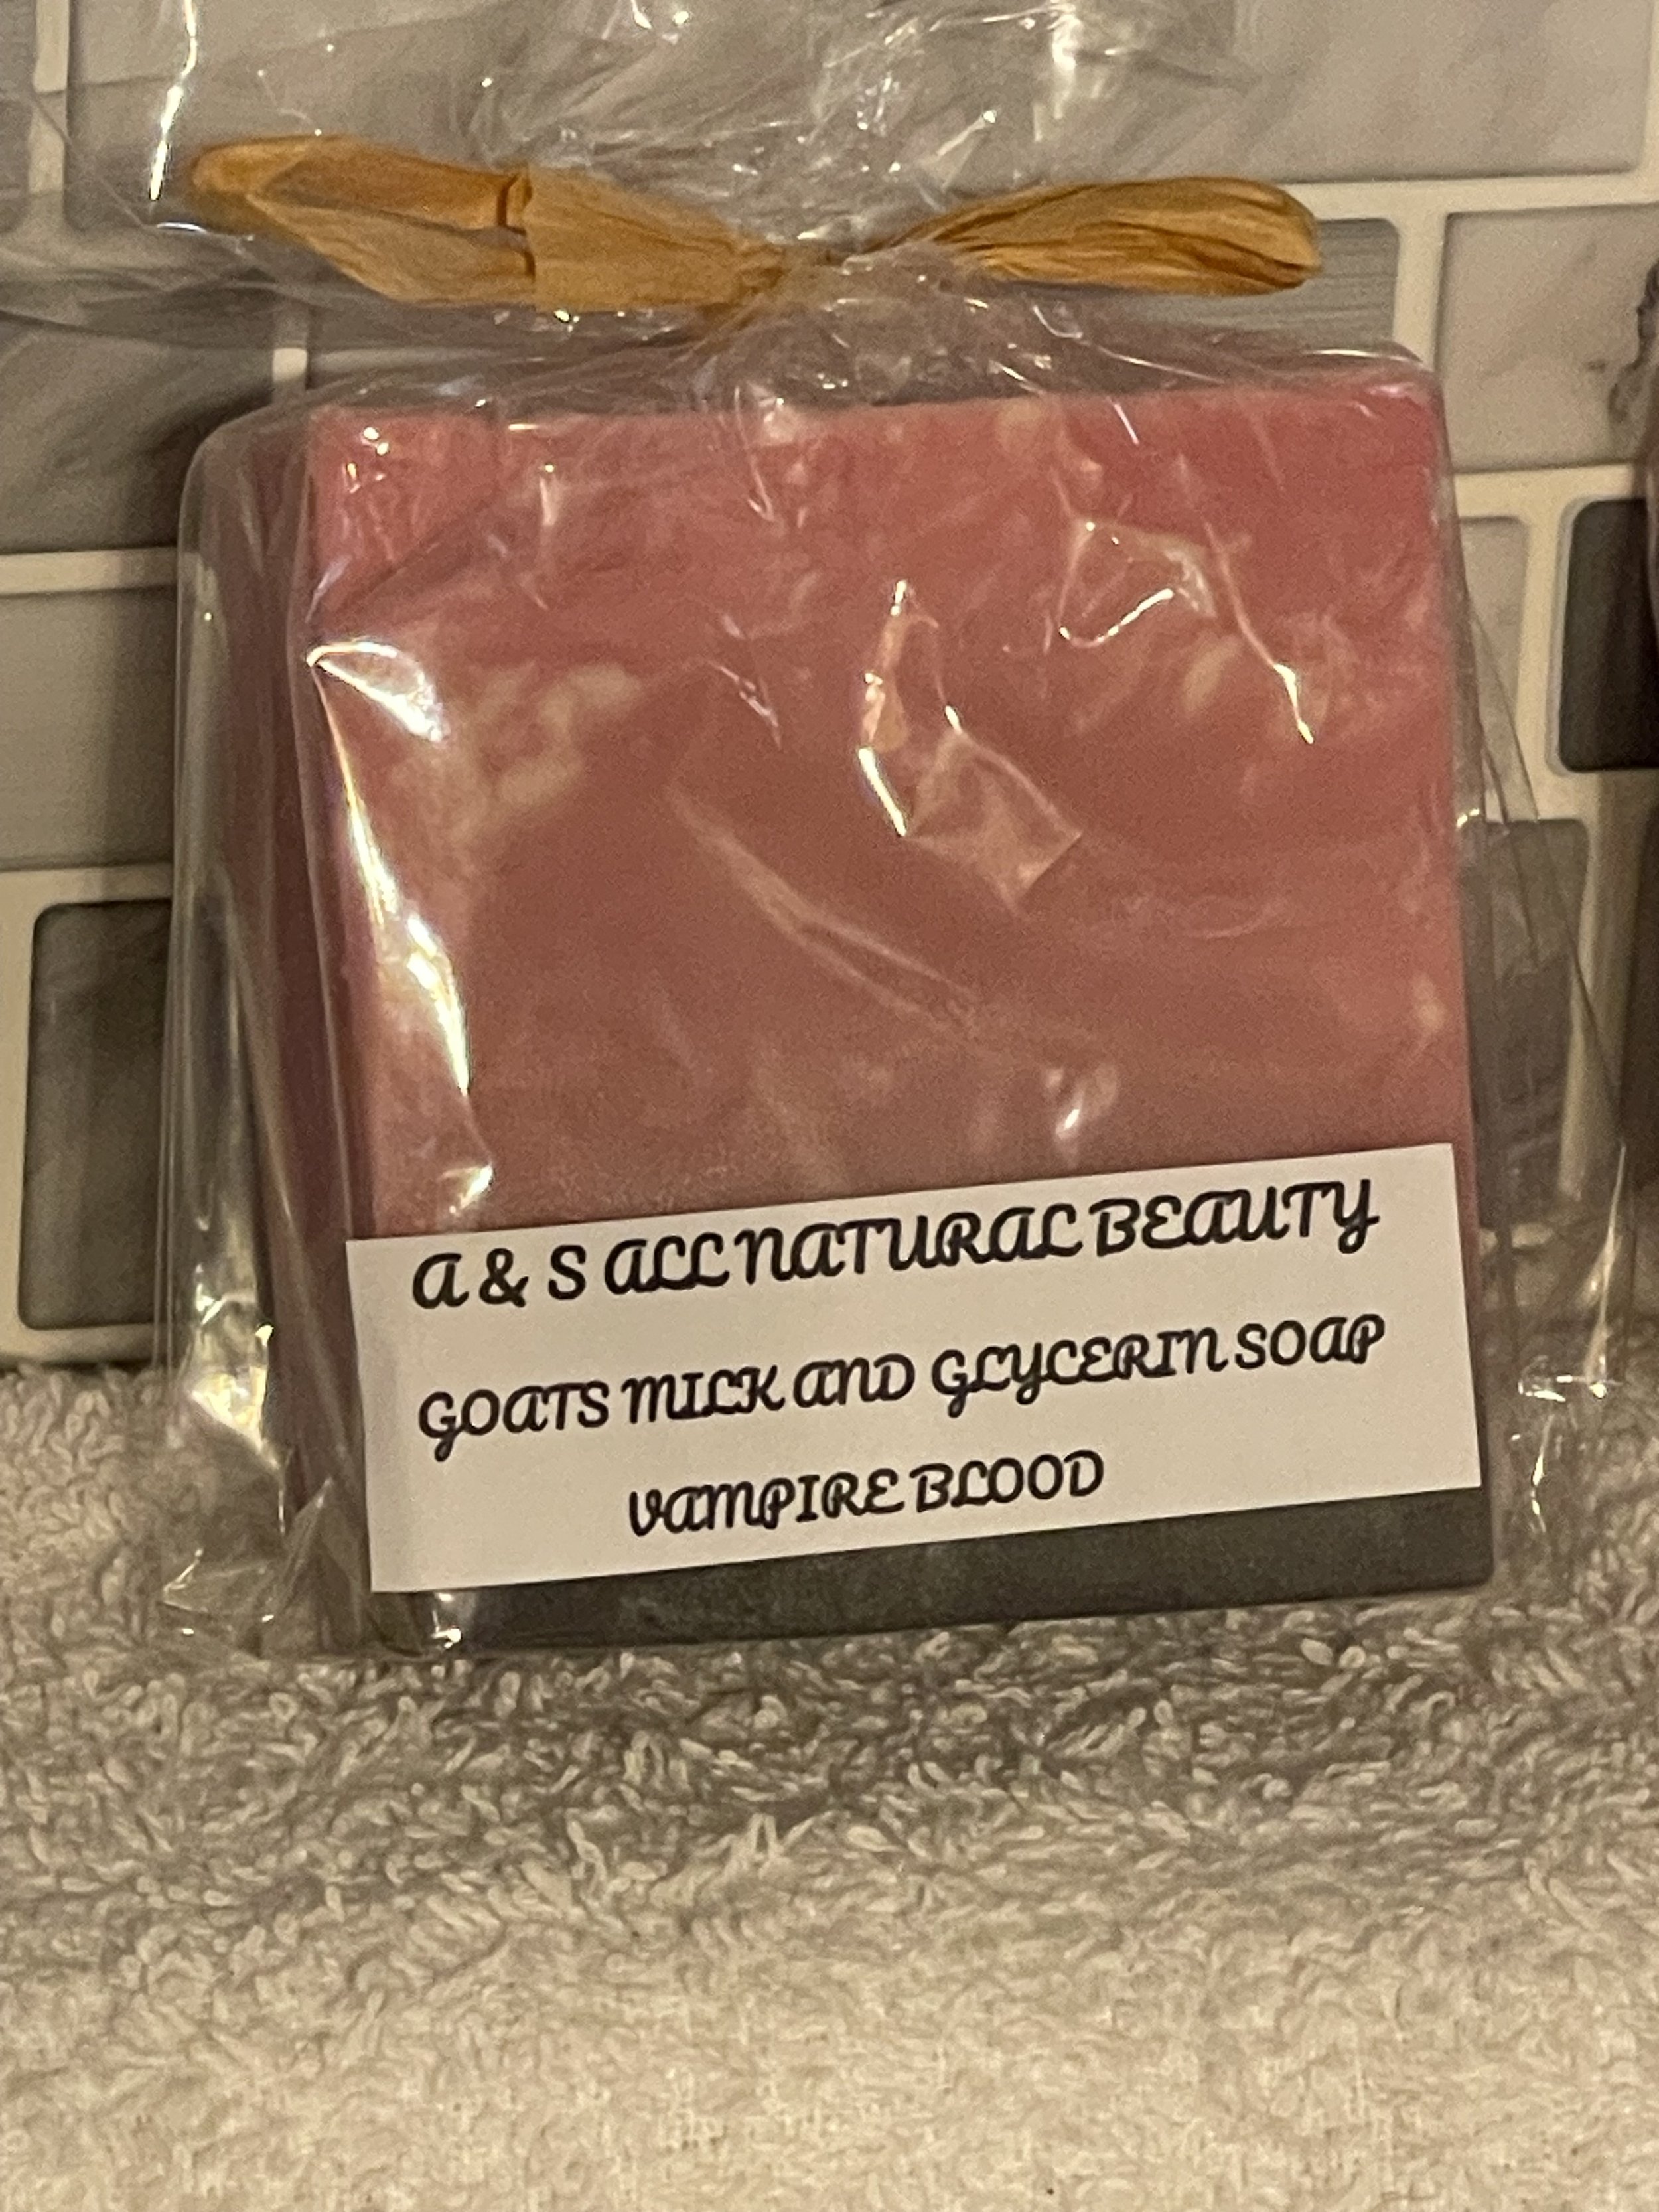 A & S ALL NATURAL BEAUTY
GOATS MILK AND GLYCERIN SOAP
VAMPIRE BLOOD